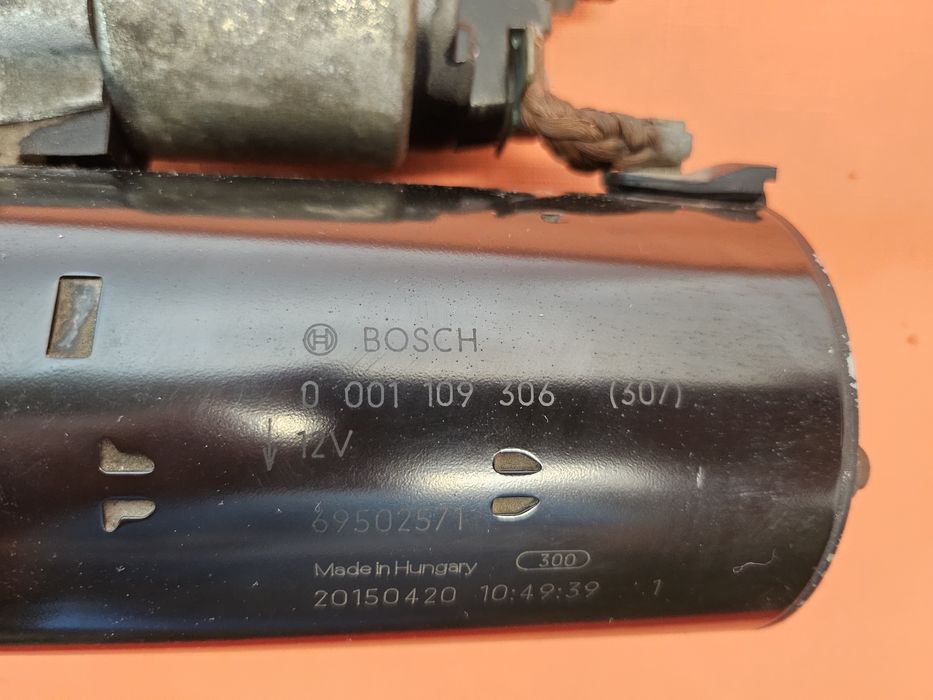 BOSCH
0 001 109 306 (307)
12V
69502571
Made in Hungary 300
20150420 10:49:39 1